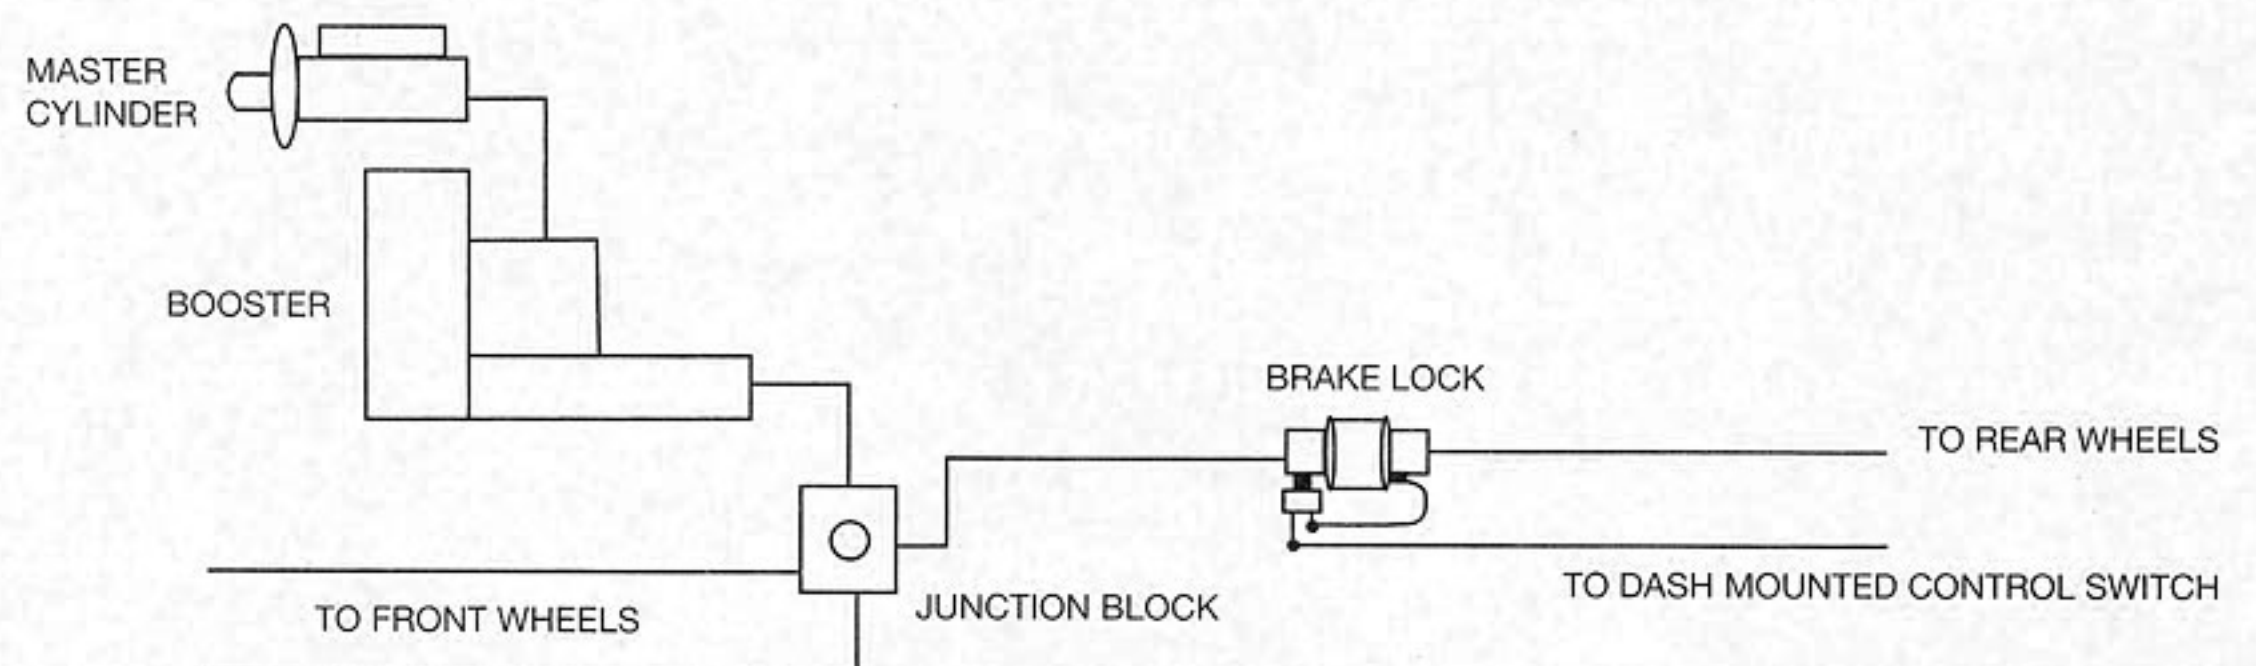 MASTER
CYLINDER
BOOSTER
BRAKE LOCK
TO REAR WHEELS
TO DASH MOUNTED CONTROL SWITCH
JUNCTION BLOCK
TO FRONT WHEELS